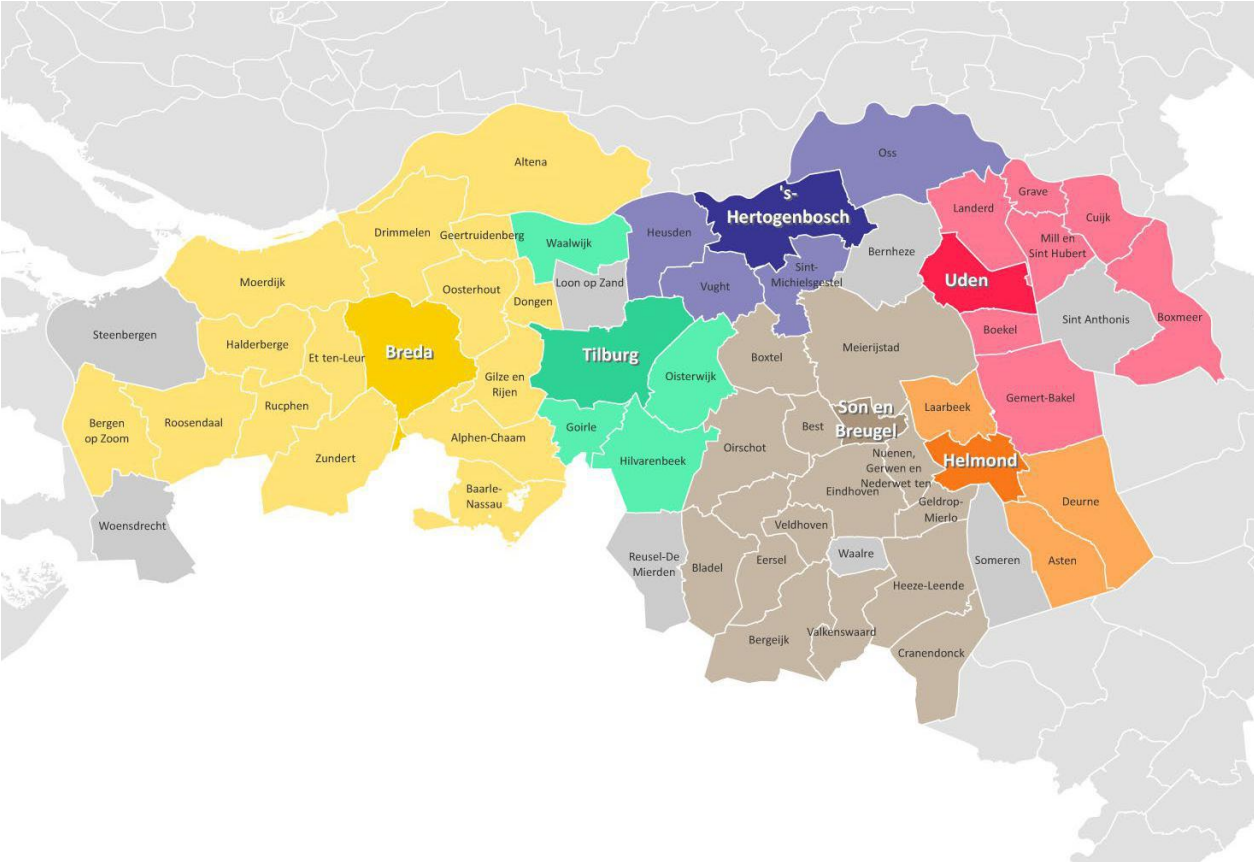 Altena
Oss
's-
Hertogenbosch
Grave
Landerd
Cuijk
Drimmelen
Geertruidenberg
Waalwijk
Heusden
Mill en
Sint Hubert
Bernheze
Sint-
Michielsgestel
Moerdijk
Oosterhout
Dongen
Loon op Zand
Vught
Uden
Steenbergen
Halderberge
Et ten-Leur
Breda
Tilburg
Boxtel
Meierijstad
Boekel
Sint Anthonis
Boxmeer
Gilze en
Rijen
Oisterwijk
Rucphen
Roosendaal
Bergen
op Zoom
Zundert
Alphen-Chaam
Goirle
Hilvarenbeek
Oirschot
Best
Son en
Breugel
Laarbeek
Gemert-Bakel
Nuenen,
Gerwen en
Nederwet ten
Helmond
Baarle-
Nassau
Eindhoven
Geldrop-
Mierlo
Deurne
Woensdrecht
Veldhoven
Reusel-De
Mierden
Bladel
Eersel
Waalre
Someren
Asten
Heeze-Leende
Bergeijk
Valkenswaard
Cranendonck